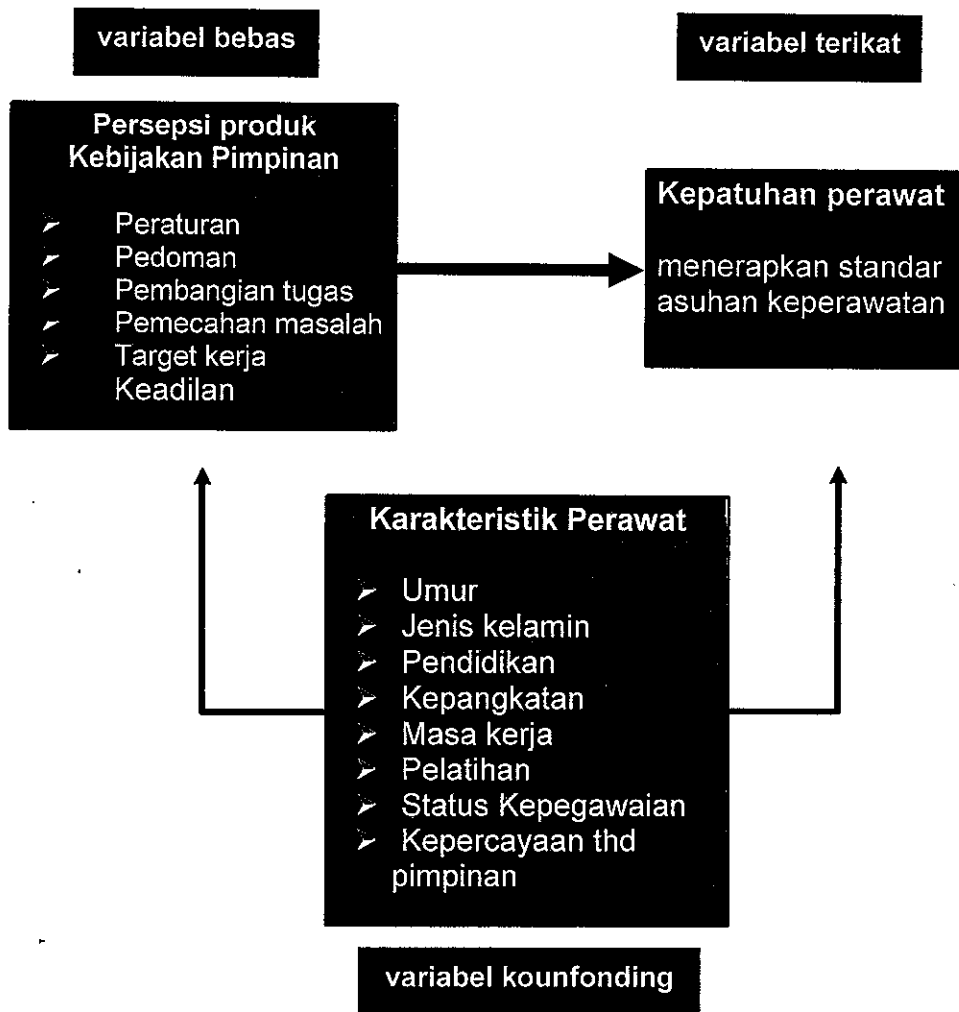 variabel bebas
variabel terikat
Persepsi produk
Kebijakan Pimpinan
➢ Peraturan
➢ Pedoman
➢ Pembangian tugas
➢ Pemecahan masalah
➢ Target kerja
Keadilan
Kepatuhan perawat
menerapkan standar
asuhan keperawatan
Karakteristik Perawat
➢ Umur
➢ Jenis kelamin
➢ Pendidikan
➢ Kepangkatan
➢ Masa kerja
➢ Pelatihan
➢ Status Kepegawaian
➢ Kepercayaan thd
pimpinan
variabel kounfonding